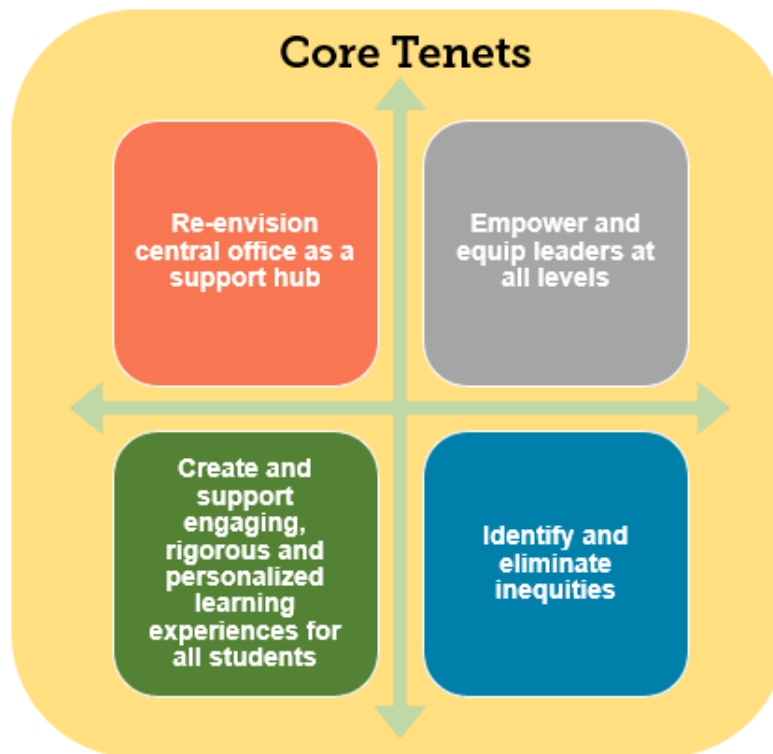 Core Tenets
Re-envision
central office as a
support hub
Empower and
equip leaders at
all levels
Create and
support
engaging,
rigorous and
personalized
learning
experiences for
all students
Identify and
eliminate
inequities